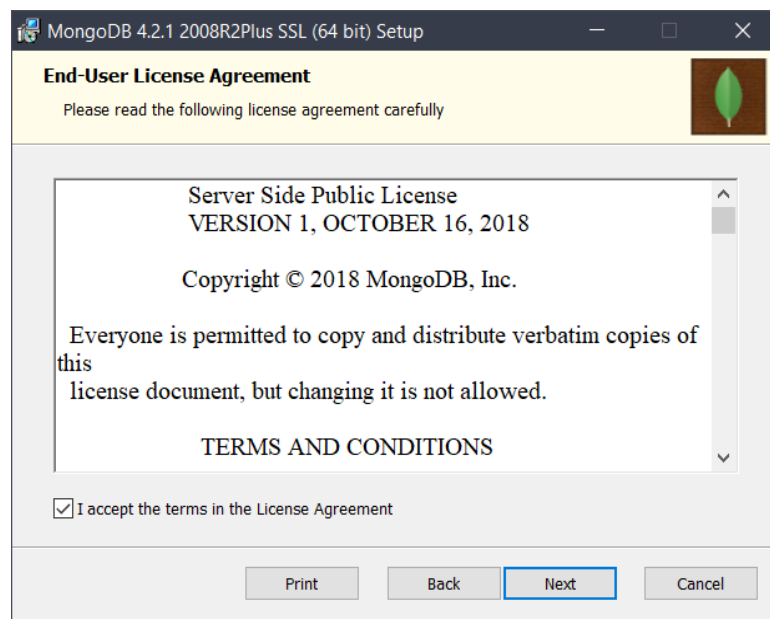 MongoDB 4.2.1 2008R2Plus SSL (64 bit) Setup
End-User License Agreement
Please read the following license agreement carefully
Server Side Public License
VERSION 1, OCTOBER 16, 2018
Copyright © 2018 MongoDB, Inc.
Everyone is permitted to copy and distribute verbatim copies of
this
license document, but changing it is not allowed.
TERMS AND CONDITIONS
I accept the terms in the License Agreement
Print Back Next Cancel